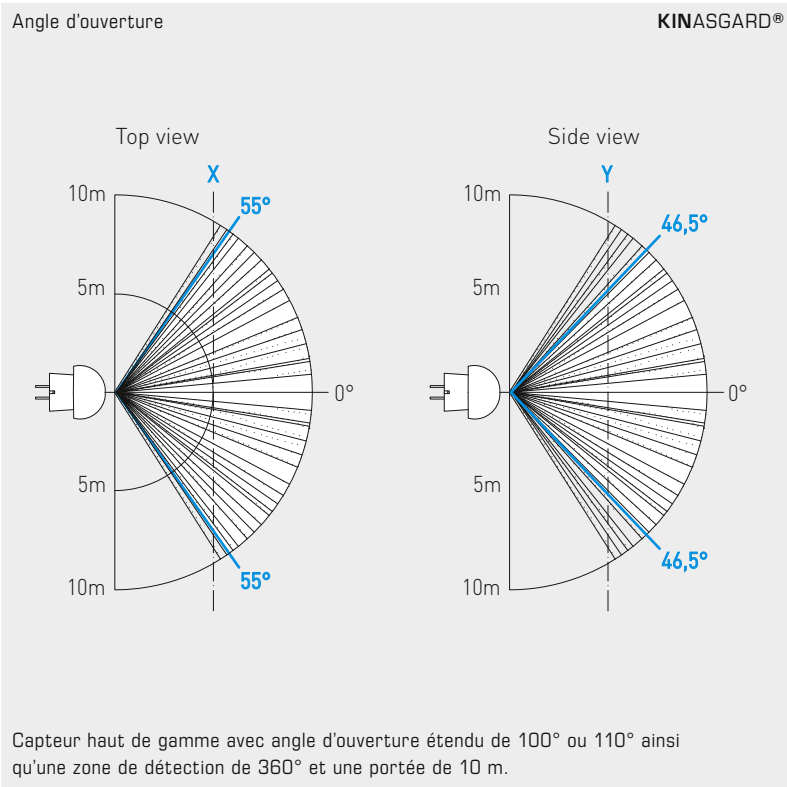 Angle d'ouverture
KINASGARD®
Top view
X
10m
55°
5m
0°
5m
10m
55°
Side view
Y
10m
46,5°
5m
0°
5m
10m
46,5°
Capteur haut de gamme avec angle d'ouverture étendu de 100° ou 110° ainsi
qu'une zone de détection de 360° et une portée de 10 m.